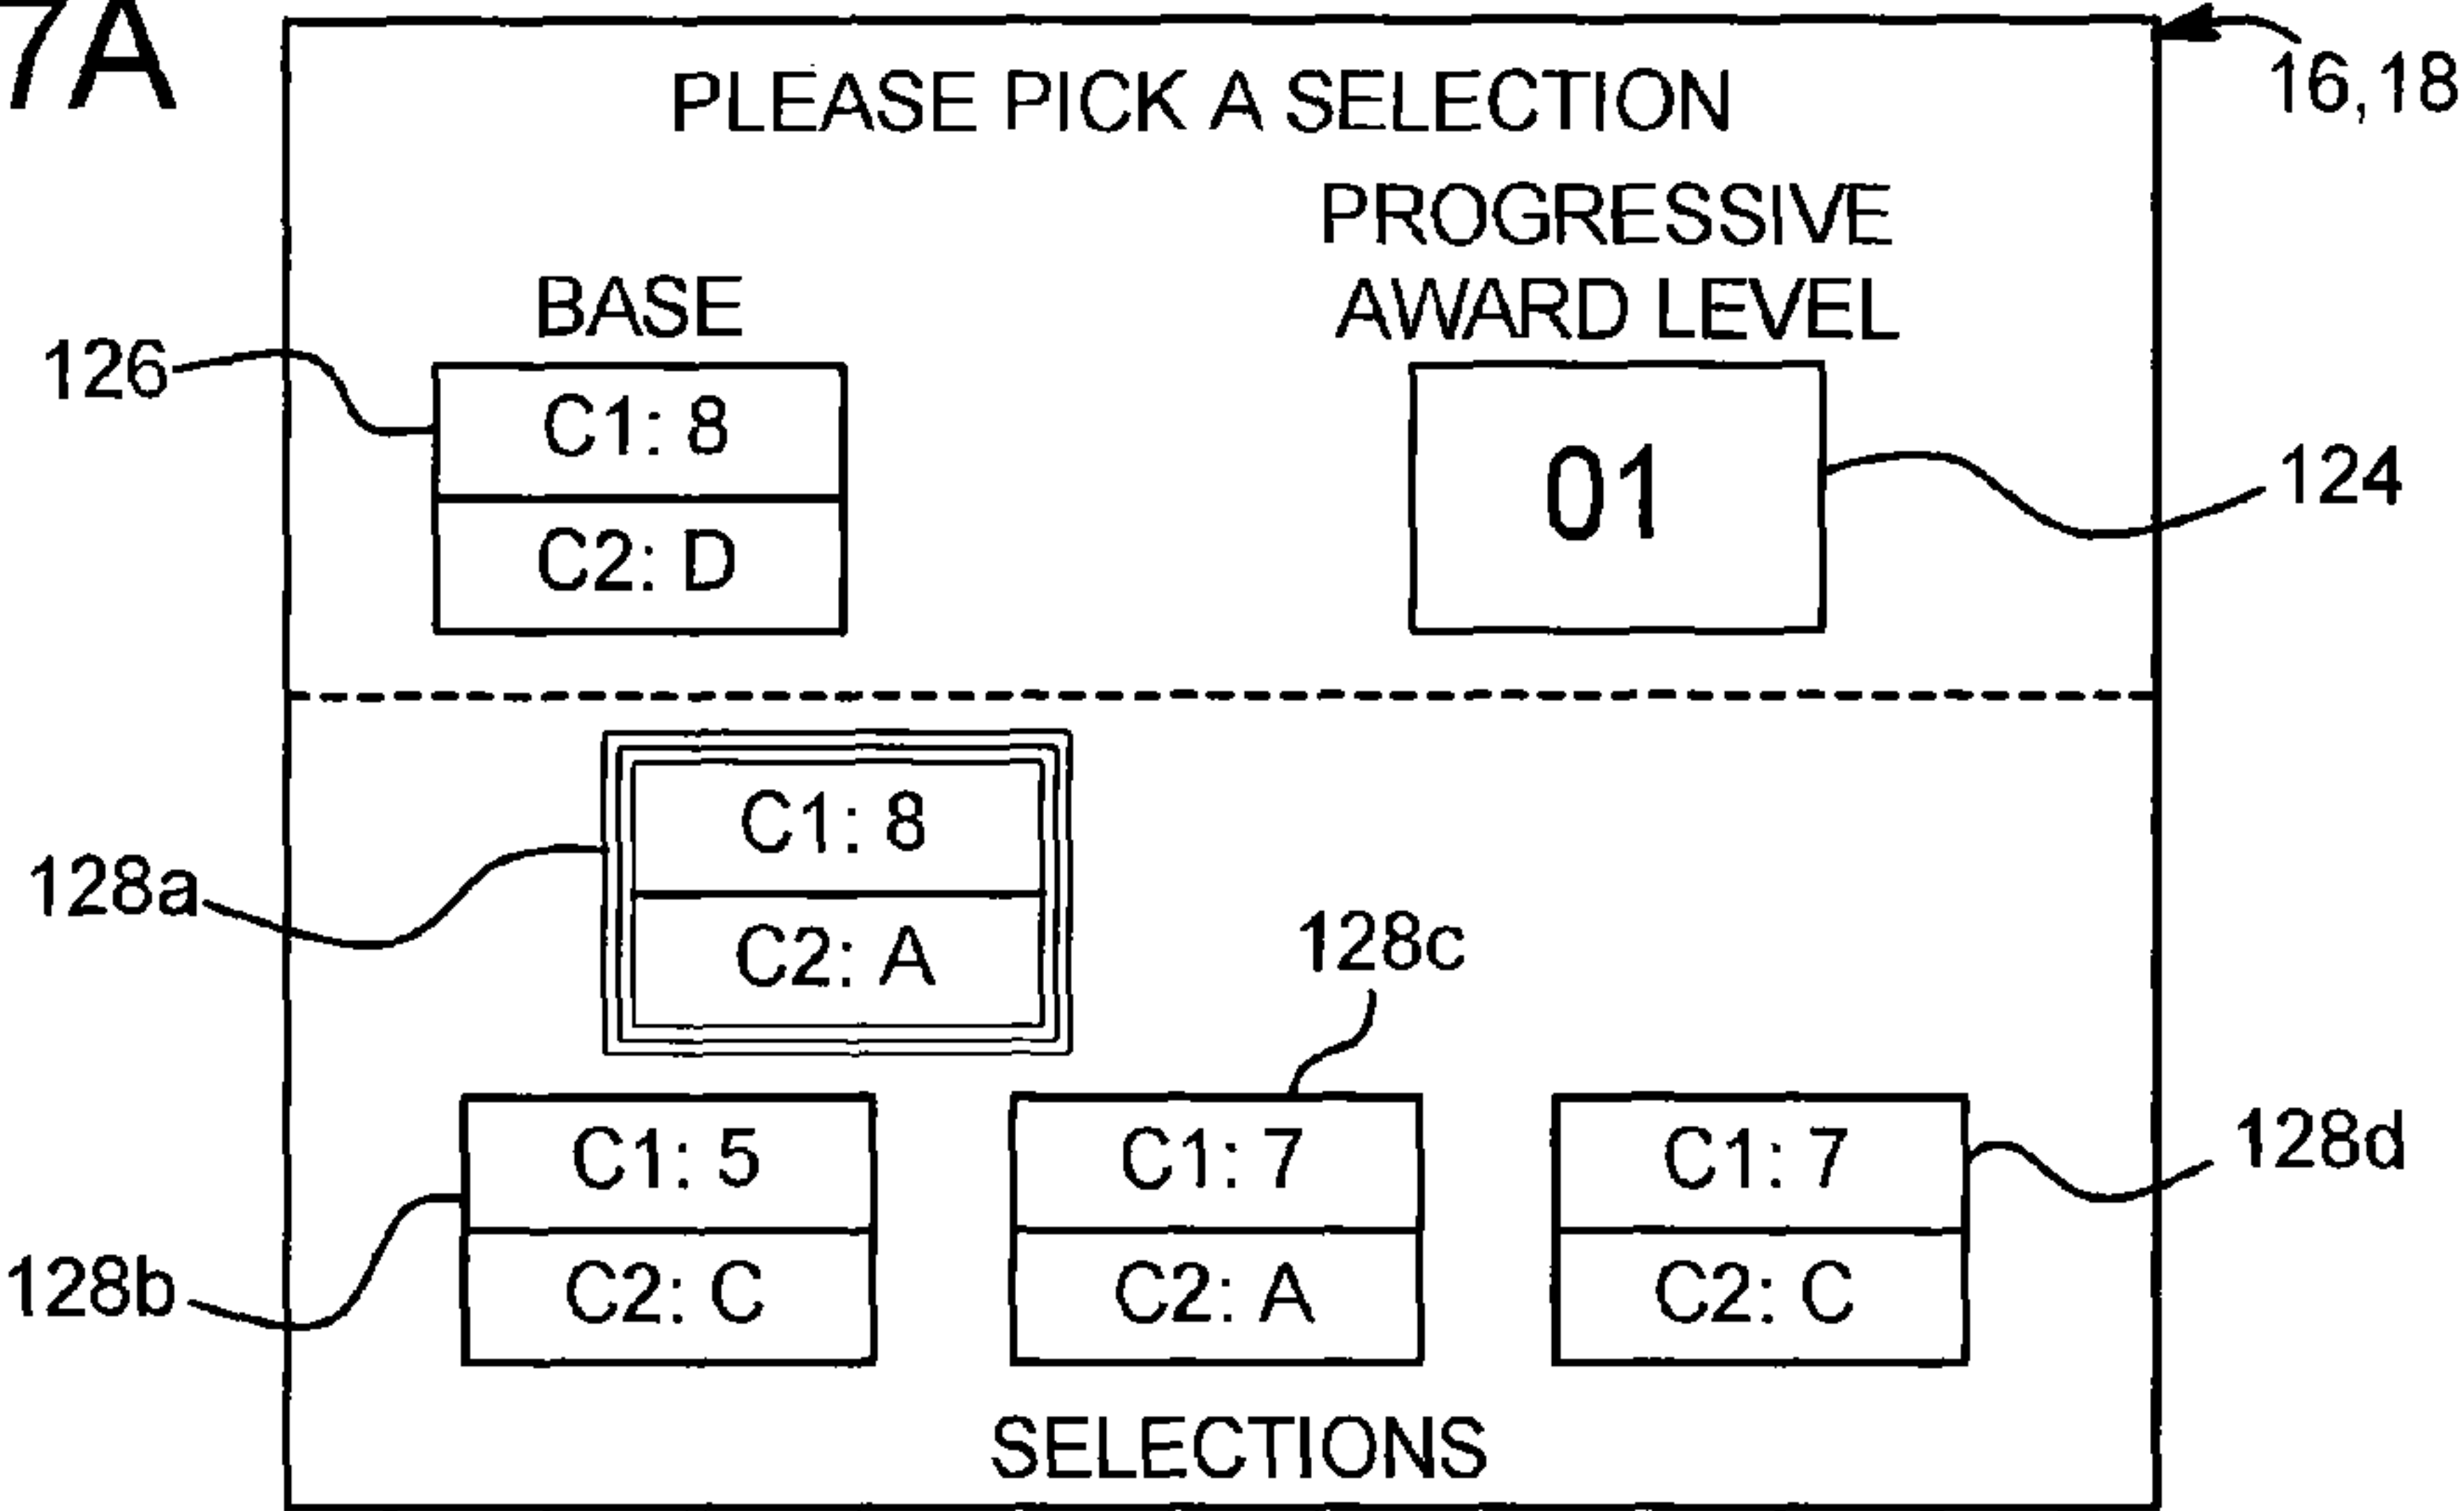 7A
PLEASE PICK A SELECTION
16,18
PROGRESSIVE
AWARD LEVEL
BASE
126
C1: 8
C2: D
01
124
128a
C1: 8
C2: A
128c
128b
C1: 5
C2: C
C1: 7
C2: A
C1: 7
C2: C
128d
SELECTIONS